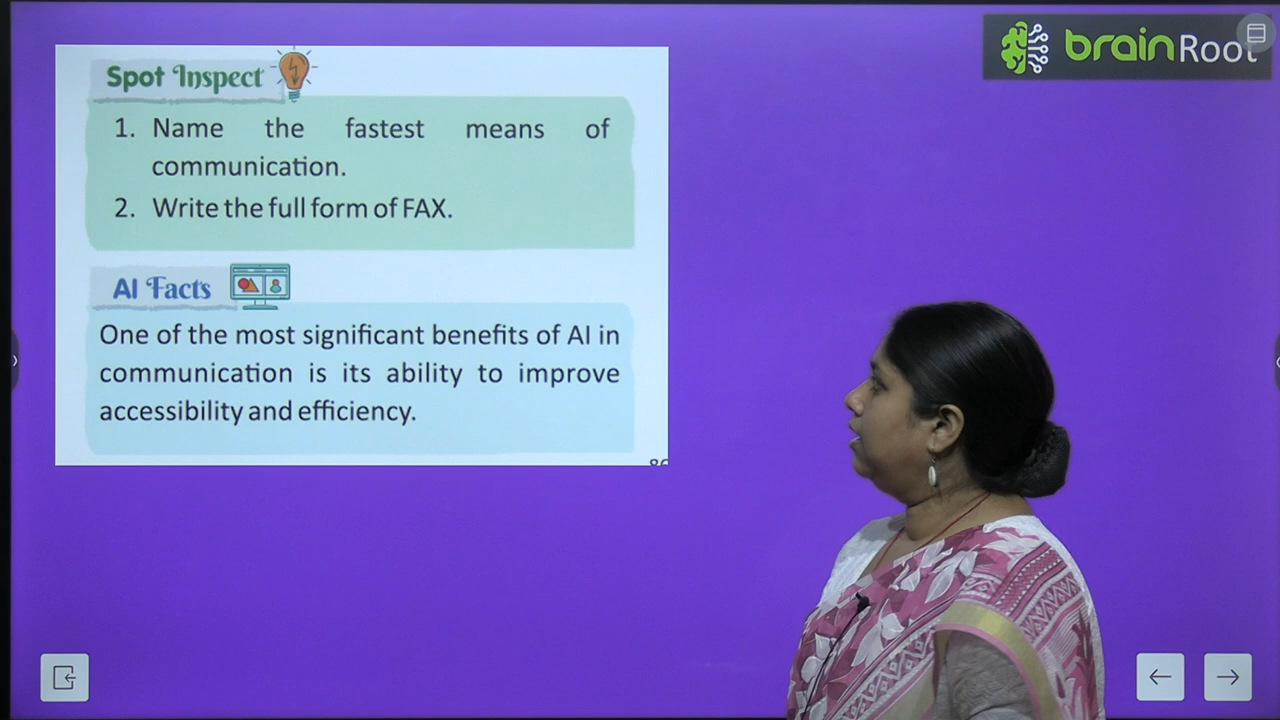 brainRoot
Spot Inspect
1. Name the fastest means of
communication.
2. Write the full form of FAX.
AI Facts
One of the most significant benefits of AI in
communication is its ability to improve
accessibility and efficiency.